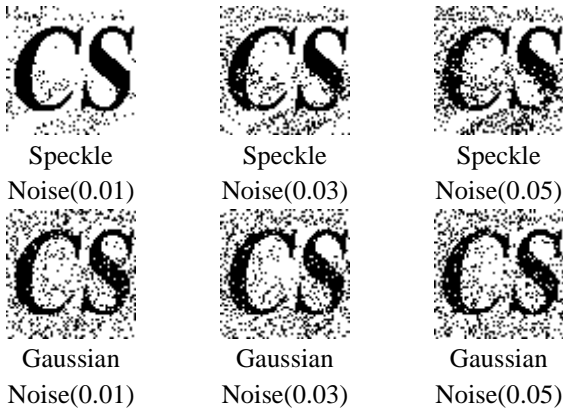 CS CS CS
Speckle Speckle Speckle
Noise(0.01) Noise(0.03) Noise(0.05)
CS CS CS
Gaussian Gaussian Gaussian
Noise(0.01) Noise(0.03) Noise(0.05)